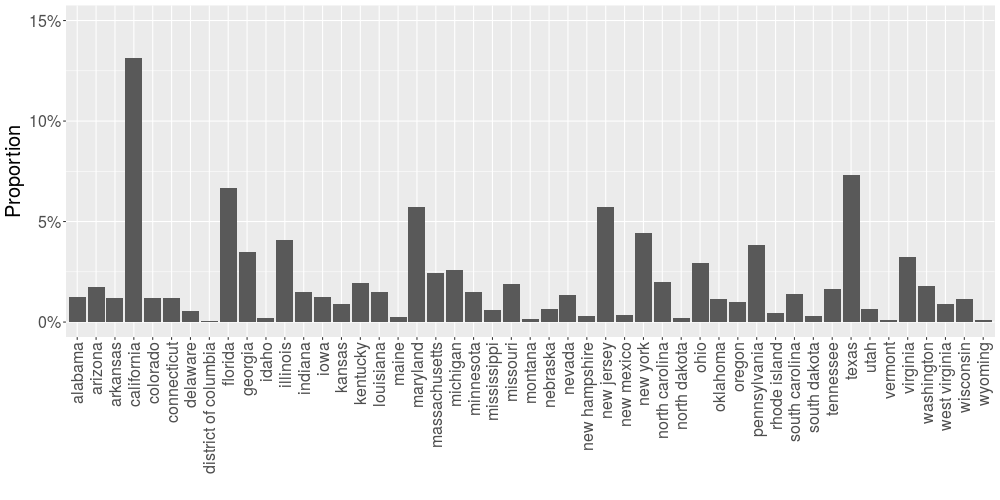 15%
10%
5%
0%
Proportion
alabama
arizona
arkansas
california
colorado
connecticut
delaware
district of columbia
florida
georgia
idaho
illinois
indiana
iowa
kansas
kentucky
louisiana
maine
maryland
massachusetts
michigan
minnesota
mississippi
missouri
montana
nebraska
nevada
new hampshire
new jersey
new mexico
new york
north carolina
north dakota
ohio
oklahoma
oregon
pennsylvania
rhode island
south carolina
south dakota
tennessee
texas
utah
vermont
virginia
washington
west virginia
wisconsin
wyoming